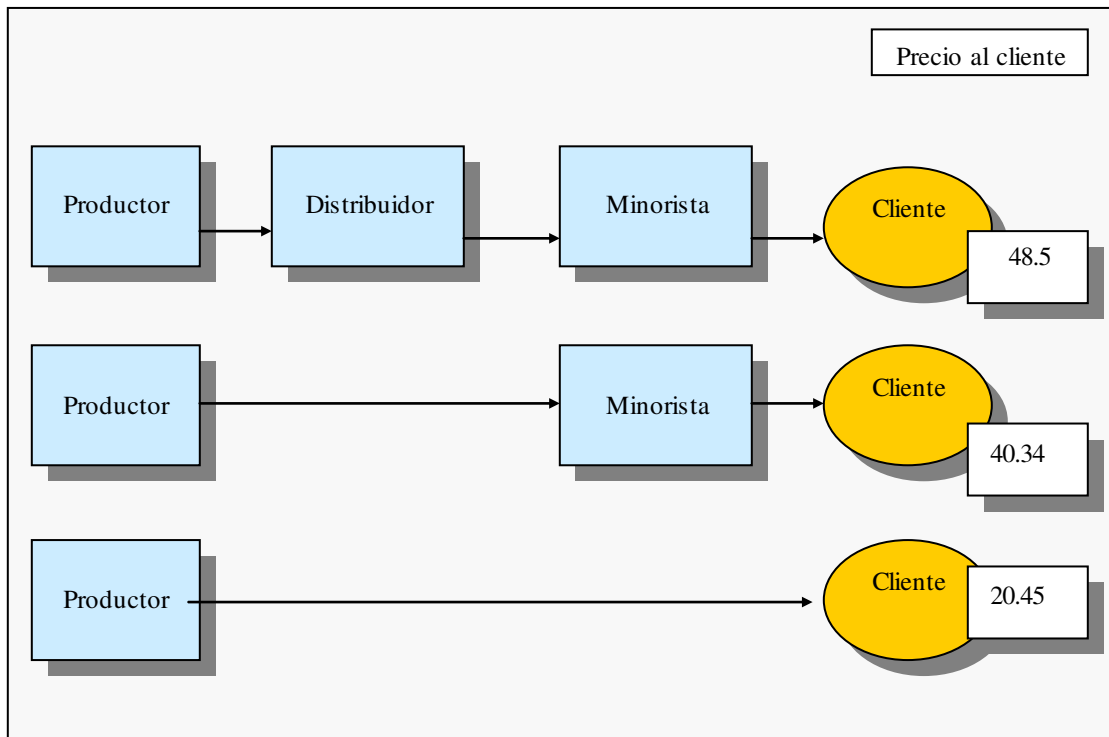 Precio al cliente
Productor
Distribuidor
Minorista
Cliente
48.5
Productor
Minorista
Cliente
40.34
Productor
Cliente
20.45